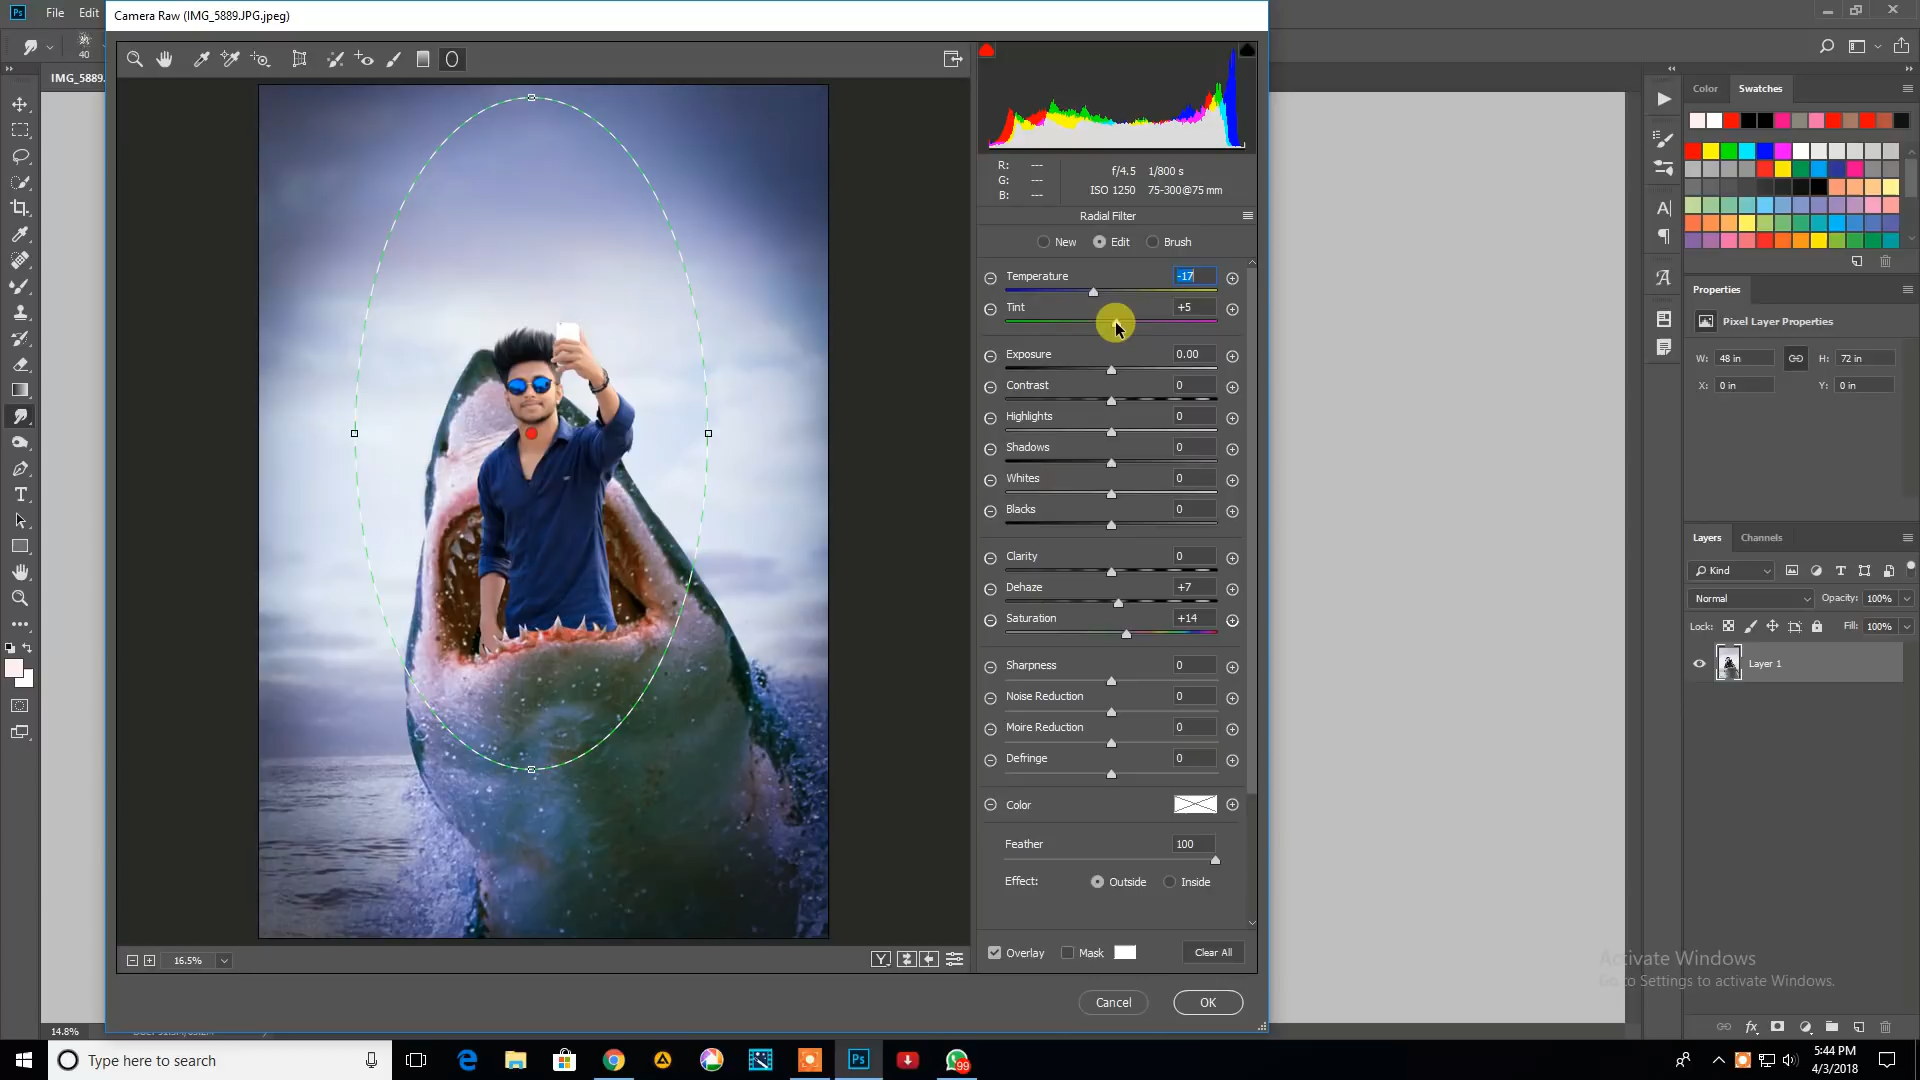 Ps File Edit
Camera Raw (IMG_5889.JPG.jpeg)
40
IMG_5889.
R: ---
G: ---
B: ---
f/4.5 1/800 s
ISO 1250 75-300@75 mm
Radial Filter
New Edit Brush
Temperature -17
Tint +5
Exposure 0.00
Contrast 0
Highlights 0
Shadows 0
Whites 0
Blacks 0
Clarity 0
Dehaze +7
Saturation +14
Sharpness 0
Noise Reduction 0
Moire Reduction 0
Defringe 0
Color
Feather 100
Effect: Outside Inside
Overlay Mask Clear All
16.5% Y
Cancel OK
Color Swatches
Properties
Pixel Layer Properties
W: 48 in H: 72 in
X: 0 in Y: 0 in
Layers Channels
Kind
Normal Opacity: 100%
Lock: Fill: 100%
Layer 1
Activate Windows
Go to Settings to activate Windows.
14.8%
Type here to search
Ps
99
5:44 PM
4/3/2018